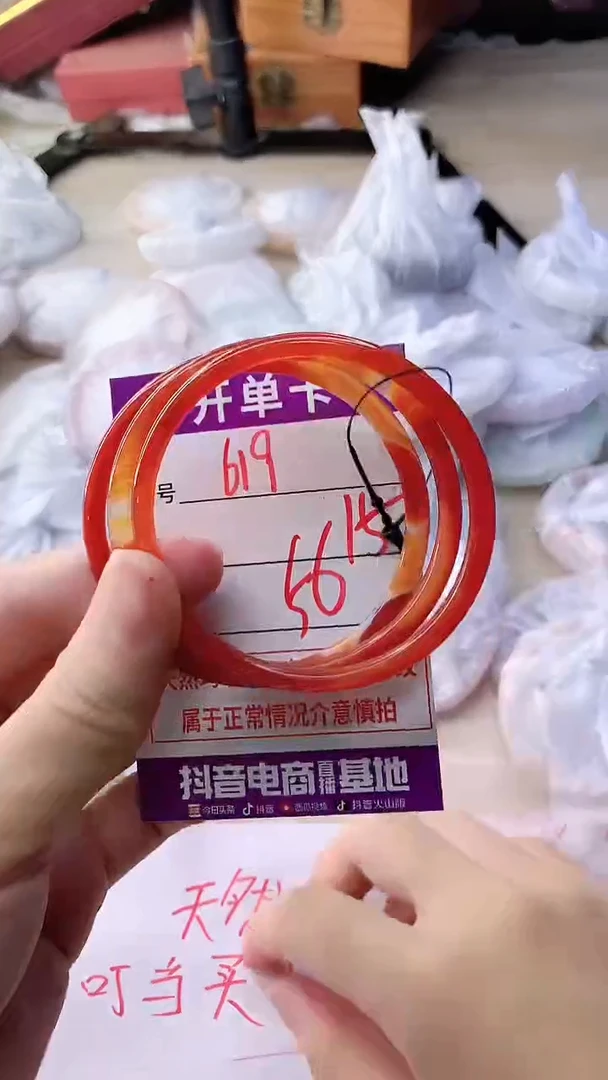 开单卡
号 619
15
56
属于正常情况介意慎拍
抖音电商直播基地
今日头条 抖音 西瓜视频 抖音火山版
天然
叮当买